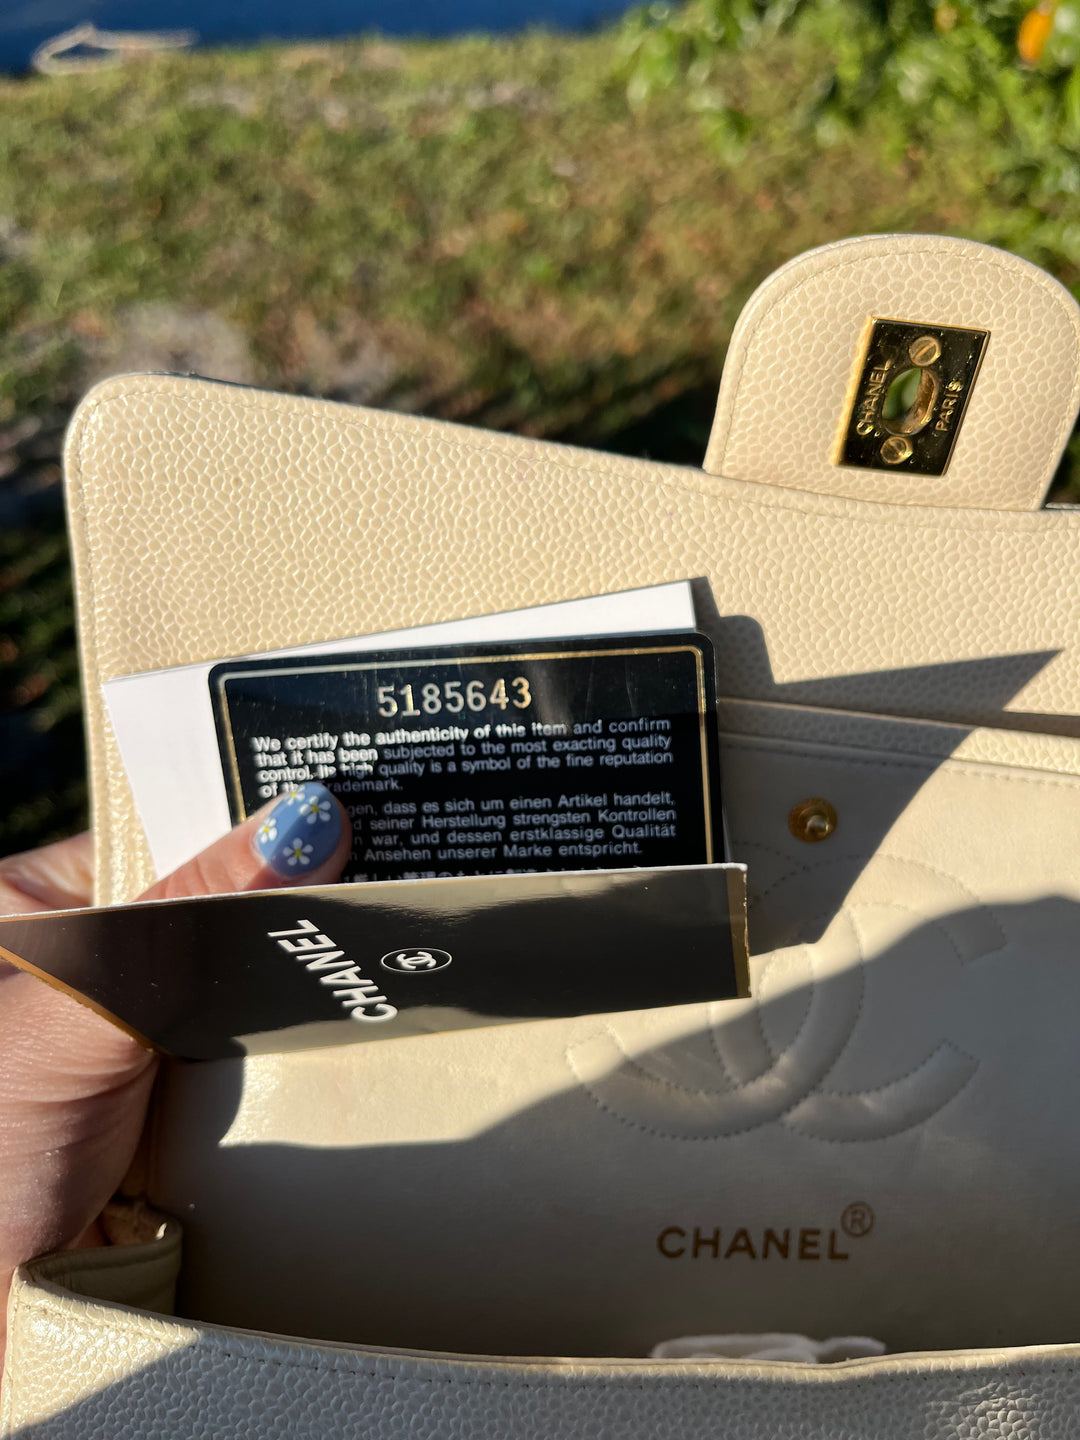 CHANEL
PARIS
5185643
We certify the authenticity of this item and confirm
that it has been subjected to the most exacting quality
control. Its high quality is a symbol of the fine reputation
of the trademark.
dass es sich um einen Artikel handelt,
seiner Herstellung strengsten Kontrollen
war, und dessen erstklassige Qualität
Ansehen unserer Marke entspricht.
CHANEL
CHANEL®